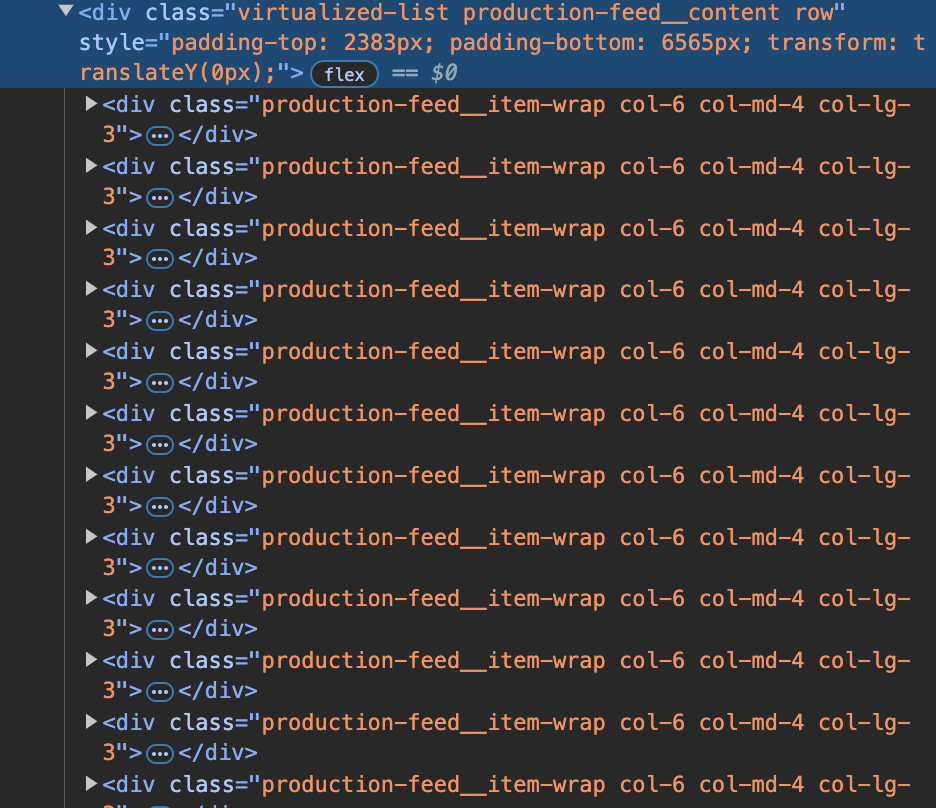 ▼<div class="virtualized-list production-feed__content row"
style="padding-top: 2383px; padding-bottom: 6565px; transform: t
ranslateY(0px);"> flex == $0
▶<div class="production-feed__item-wrap col-6 col-md-4 col-lg-
3">…</div>
▶<div class="production-feed__item-wrap col-6 col-md-4 col-lg-
3">…</div>
▶<div class="production-feed__item-wrap col-6 col-md-4 col-lg-
3">…</div>
▶<div class="production-feed__item-wrap col-6 col-md-4 col-lg-
3">…</div>
▶<div class="production-feed__item-wrap col-6 col-md-4 col-lg-
3">…</div>
▶<div class="production-feed__item-wrap col-6 col-md-4 col-lg-
3">…</div>
▶<div class="production-feed__item-wrap col-6 col-md-4 col-lg-
3">…</div>
▶<div class="production-feed__item-wrap col-6 col-md-4 col-lg-
3">…</div>
▶<div class="production-feed__item-wrap col-6 col-md-4 col-lg-
3">…</div>
▶<div class="production-feed__item-wrap col-6 col-md-4 col-lg-
3">…</div>
▶<div class="production-feed__item-wrap col-6 col-md-4 col-lg-
3">…</div>
▶<div class="production-feed__item-wrap col-6 col-md-4 col-lg-